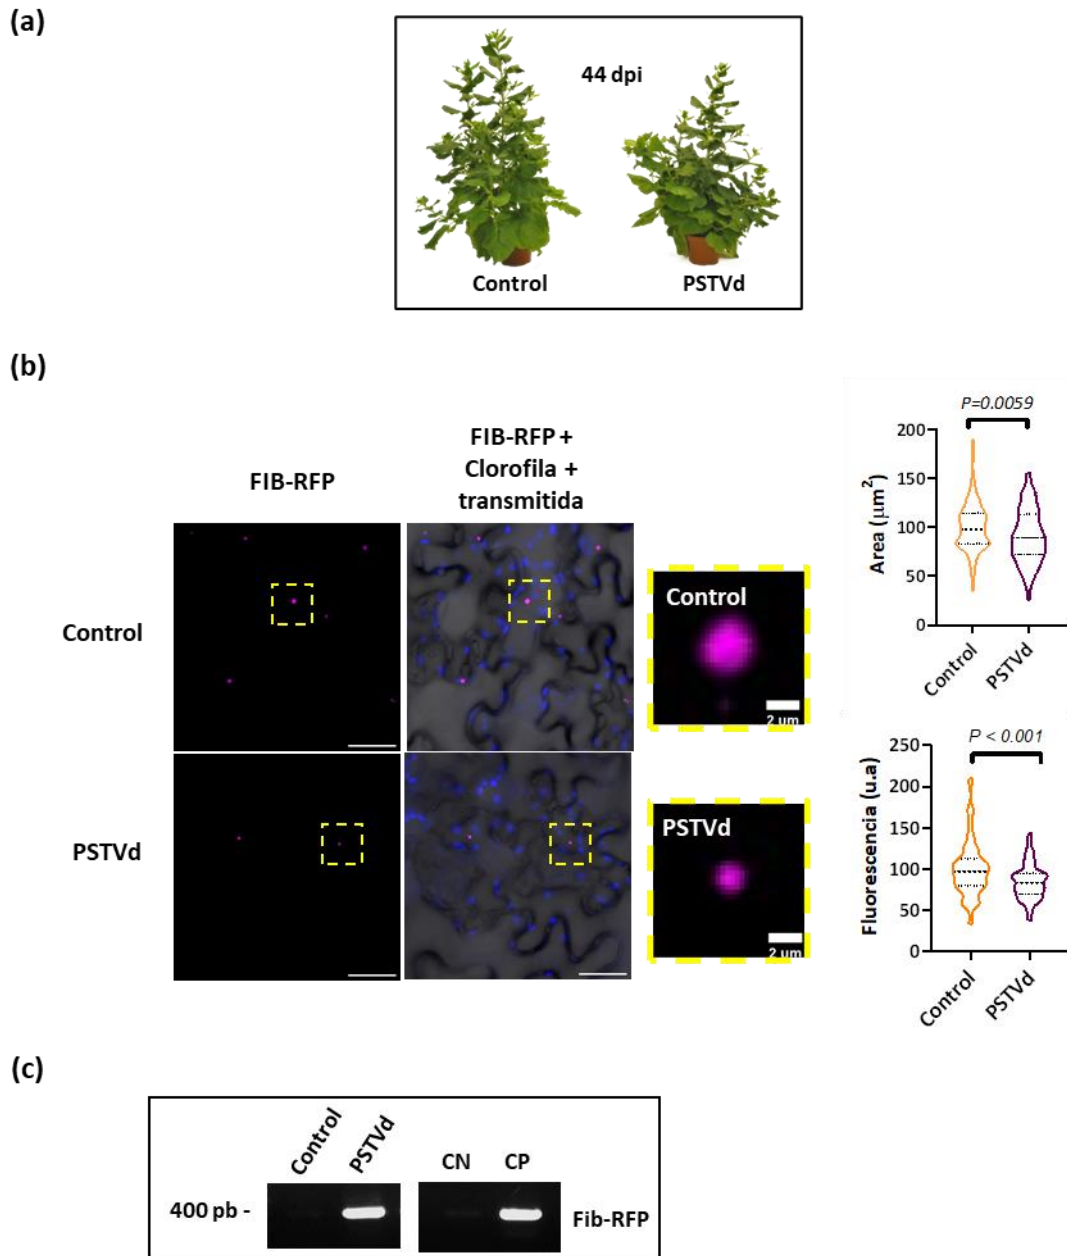 (a)
44 dpi
Control
PSTVd
(b)
FIB-RFP
FIB-RFP +
Clorofila +
transmitida
Control
PSTVd
Control
2 um
PSTVd
2 um
P=0.0059
Area (µm²)
200
150
100
50
0
Control
PSTVd
P < 0.001
Fluorescencia (u.a)
250
200
150
100
50
0
Control
PSTVd
(c)
Control
PSTVd
CN
CP
400 pb -
Fib-RFP